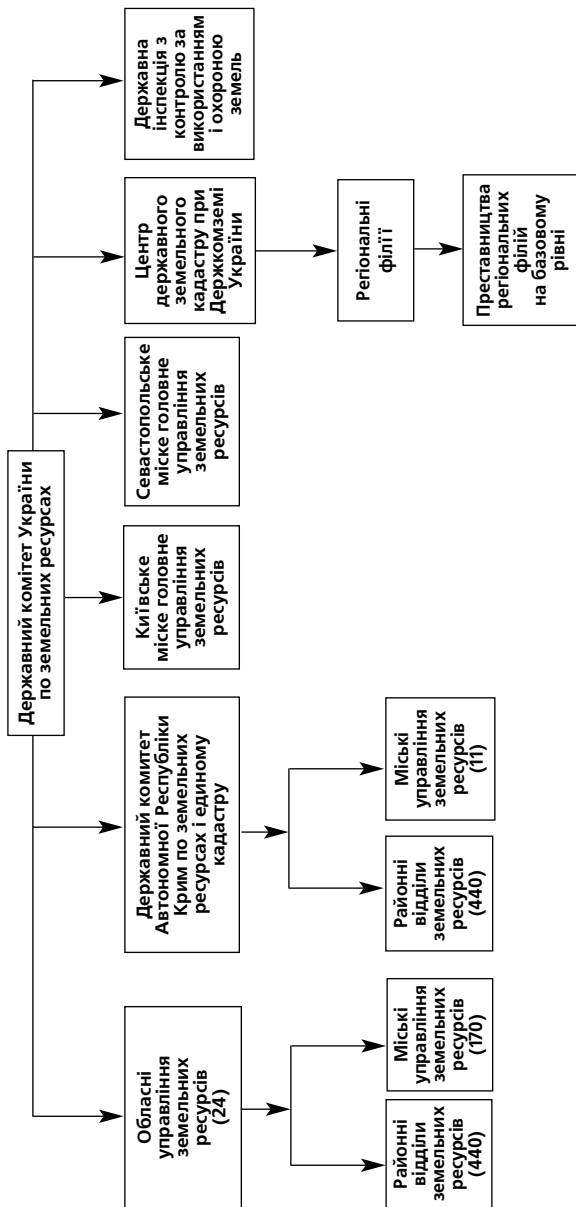 Державний комітет України
по земельних ресурсах
Обласні
управління
земельних
ресурсів
(24)
Державний комітет
Автономної Республіки
Крим по земельних
ресурсах і единому
кадастру
Київське
міске головне
управління
земельних
ресурсів
Севастопольське
міске головне
управління
земельних
ресурсів
Центр
державного
земельного
кадастру при
Держкомземі
України
Державна
інспекція з
контролю за
використанням
і охороною
земель
Районні
відділи
земельних
ресурсів
(440)
Міські
управління
земельних
ресурсів
(170)
Районні
відділи
земельних
ресурсів
(440)
Міські
управління
земельних
ресурсів
(11)
Регіональні
філії ї
Преставництва
регіональних
філій
на базовому
рівні